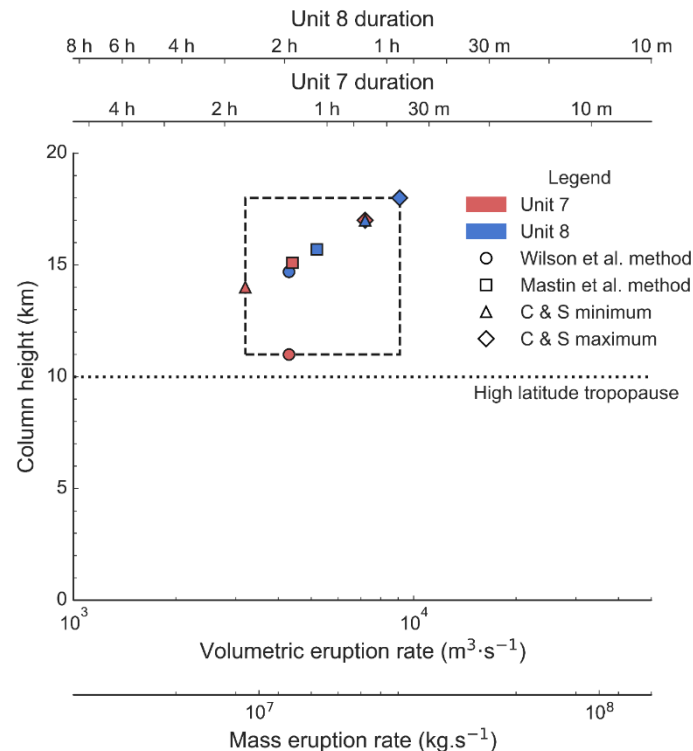 Unit 8 duration
8 h 6 h 4 h 2 h 1 h 30 m 10 m
Unit 7 duration
4 h 2 h 1 h 30 m 10 m
20
15
10
5
0
Column height (km)
Legend
Unit 7
Unit 8
Wilson et al. method
Mastin et al. method
C & S minimum
C & S maximum
High latitude tropopause
10³ 10⁴
Volumetric eruption rate (m³·s⁻¹)
10⁷ 10⁸
Mass eruption rate (kg.s⁻¹)